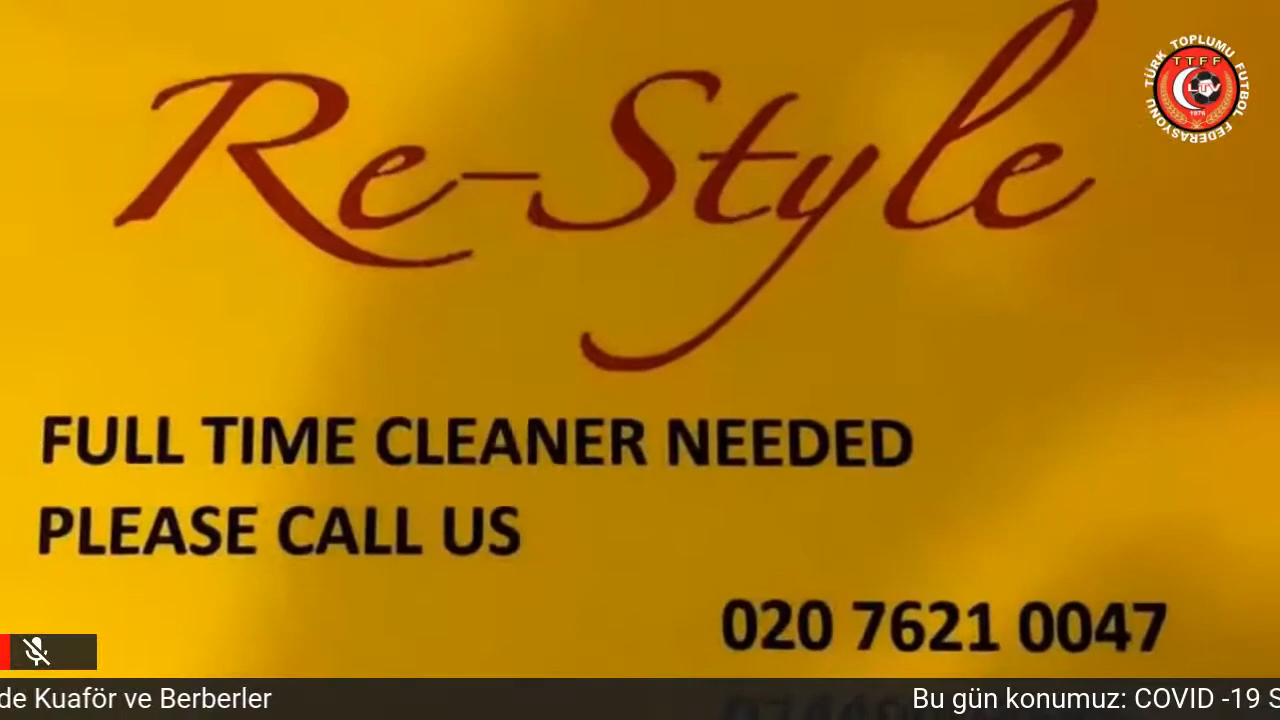 Re-Style
TÜRK TOPLUMU FUTBOL FEDERASYONU
TTFF
1976
FULL TIME CLEANER NEEDED
PLEASE CALL US
020 7621 0047
de Kuaför ve Berberler
Bu gün konumuz: COVID -19 S